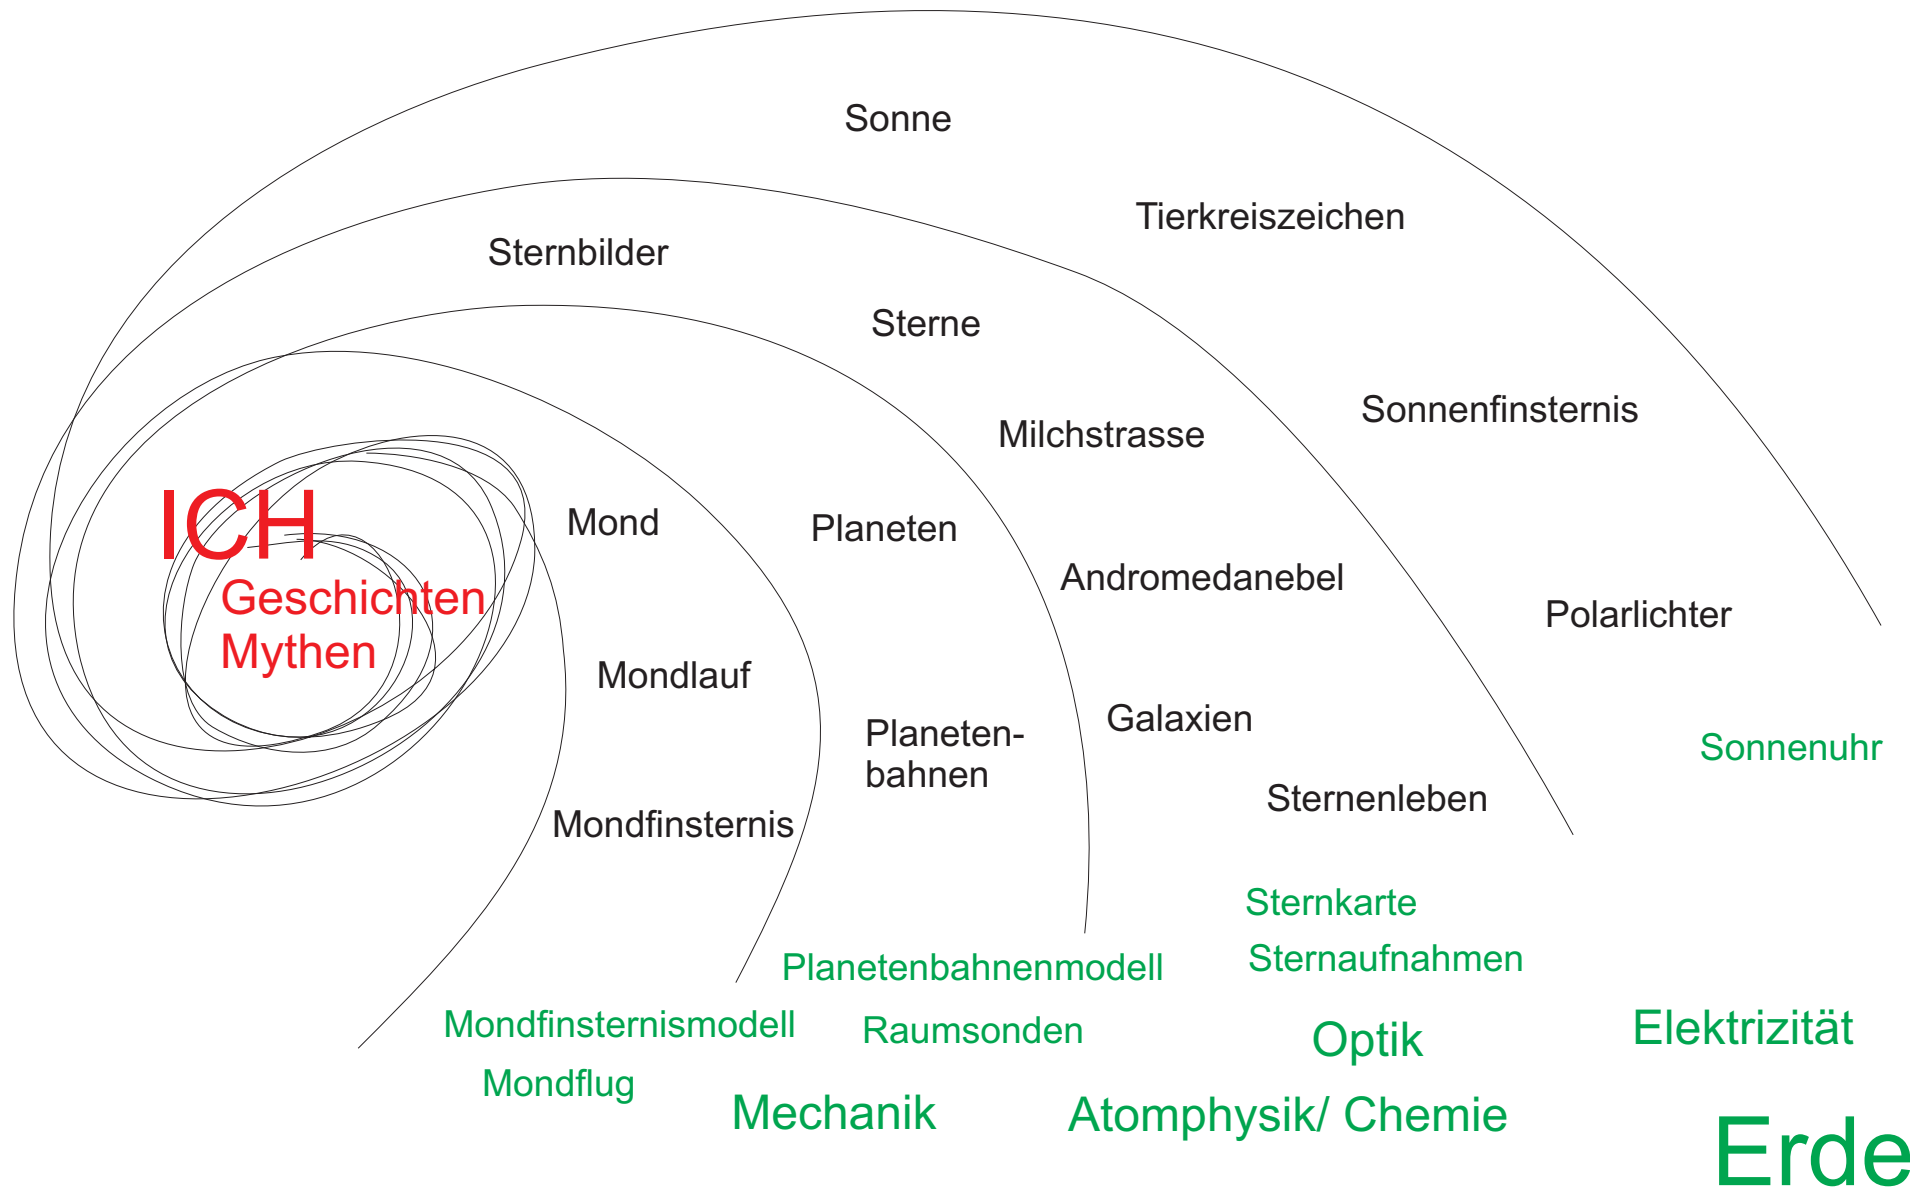 Sonne
Tierkreiszeichen
Sternbilder
Sterne
Sonnenfinsternis
Milchstrasse
ICH
Mond
Planeten
Andromedanebel
Geschichten
Polarlichter
Mythen
Mondlauf
Galaxien
Planeten-
bahnen
Sonnenuhr
Sternenleben
Mondfinsternis
Sternkarte
Sternaufnahmen
Planetenbahnenmodell
Mondfinsternismodell
Raumsonden
Optik
Elektrizität
Mondflug
Mechanik
Atomphysik/ Chemie
Erde